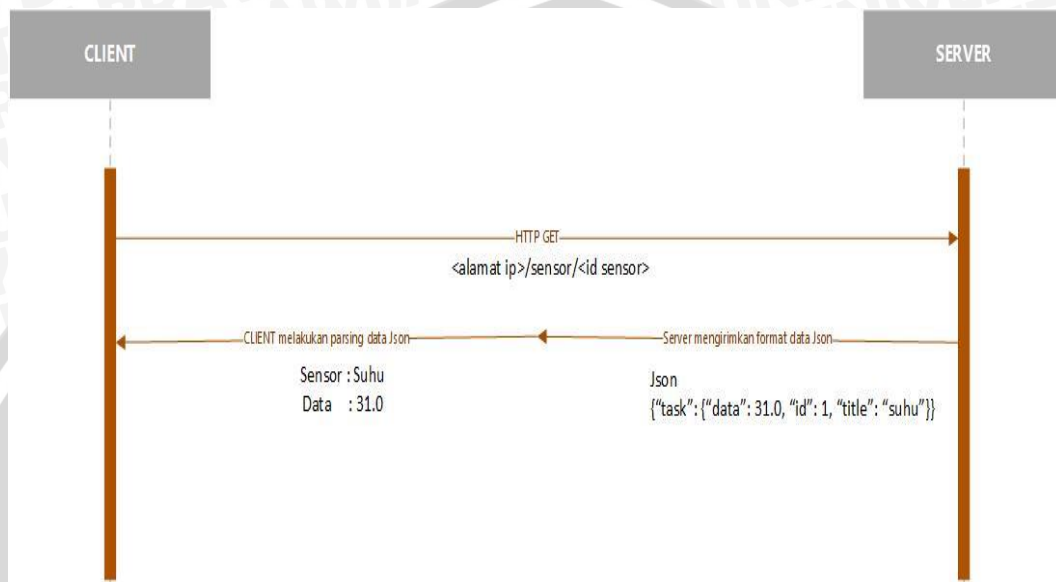 CLIENT
SERVER
HTTP GET
<alamat ip>/sensor/<id sensor>
CLIENT melakukan parsing data Json
Server mengirimkan format data Json
Sensor : Suhu
Data : 31.0
Json
{“task”: {“data”: 31.0, “id”: 1, “title”: “suhu”}}